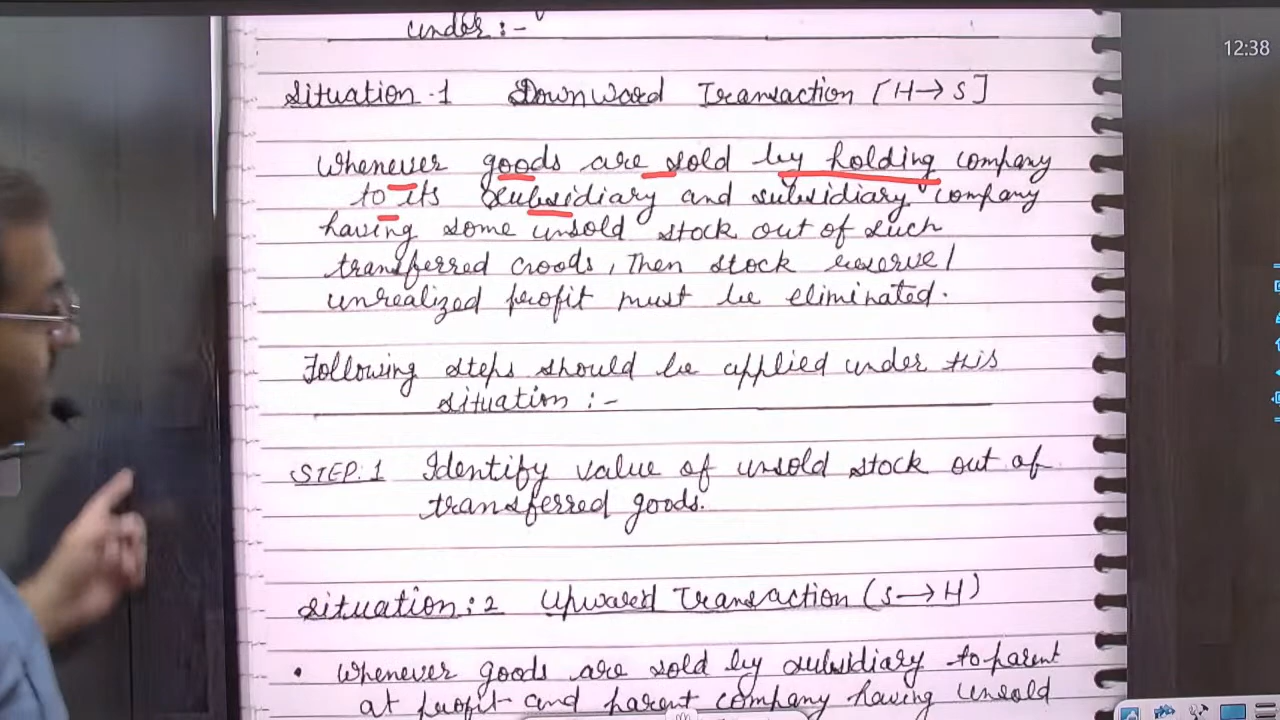 under :-
12:38
Situation-1 Downward Transaction [H→S]
Whenever goods are sold by holding company
to its subsidiary and subsidiary company
having some unsold stock out of such
transferred Goods, Then stock reserve/
unrealized profit must be eliminated.
Following steps should be applied under this
situation :-
STEP:1 Identify value of unsold stock out of
transferred goods.
Situation:2 Upward Transaction (S→H)
• Whenever goods are sold by subsidiary to parent
at profit and parent company having unsold